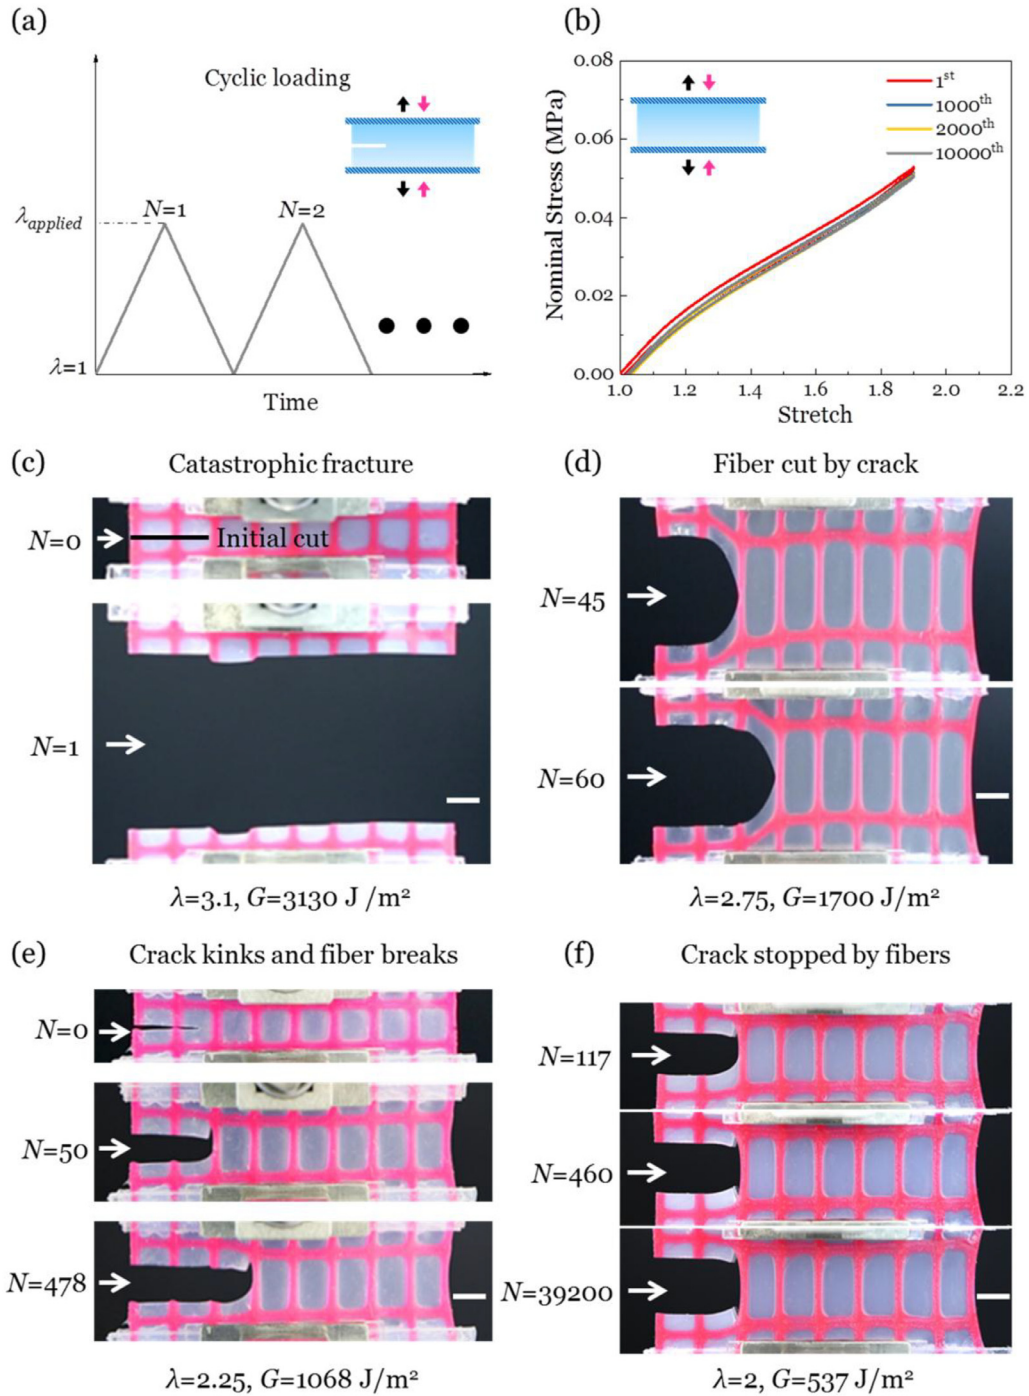 (a)
Cyclic loading
λapplied
N=1
N=2
λ=1
Time
(b)
0.08
0.06
0.04
0.02
0.00
Nominal Stress (MPa)
1st
1000th
2000th
10000th
1.0 1.2 1.4 1.6 1.8 2.0 2.2
Stretch
(c) Catastrophic fracture
N=0
Initial cut
N=1
λ=3.1, G=3130 J /m²
(d) Fiber cut by crack
N=45
N=60
λ=2.75, G=1700 J/m²
(e) Crack kinks and fiber breaks
N=0
N=50
N=478
λ=2.25, G=1068 J/m²
(f) Crack stopped by fibers
N=117
N=460
N=39200
λ=2, G=537 J/m²